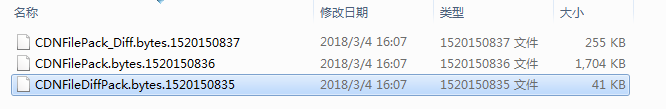 名称 修改日期 类型 大小
CDNFilePack_Diff.bytes.1520150837 2018/3/4 16:07 1520150837 文件 255 KB
CDNFilePack.bytes.1520150836 2018/3/4 16:07 1520150836 文件 1,704 KB
CDNFileDiffPack.bytes.1520150835 2018/3/4 16:07 1520150835 文件 41 KB